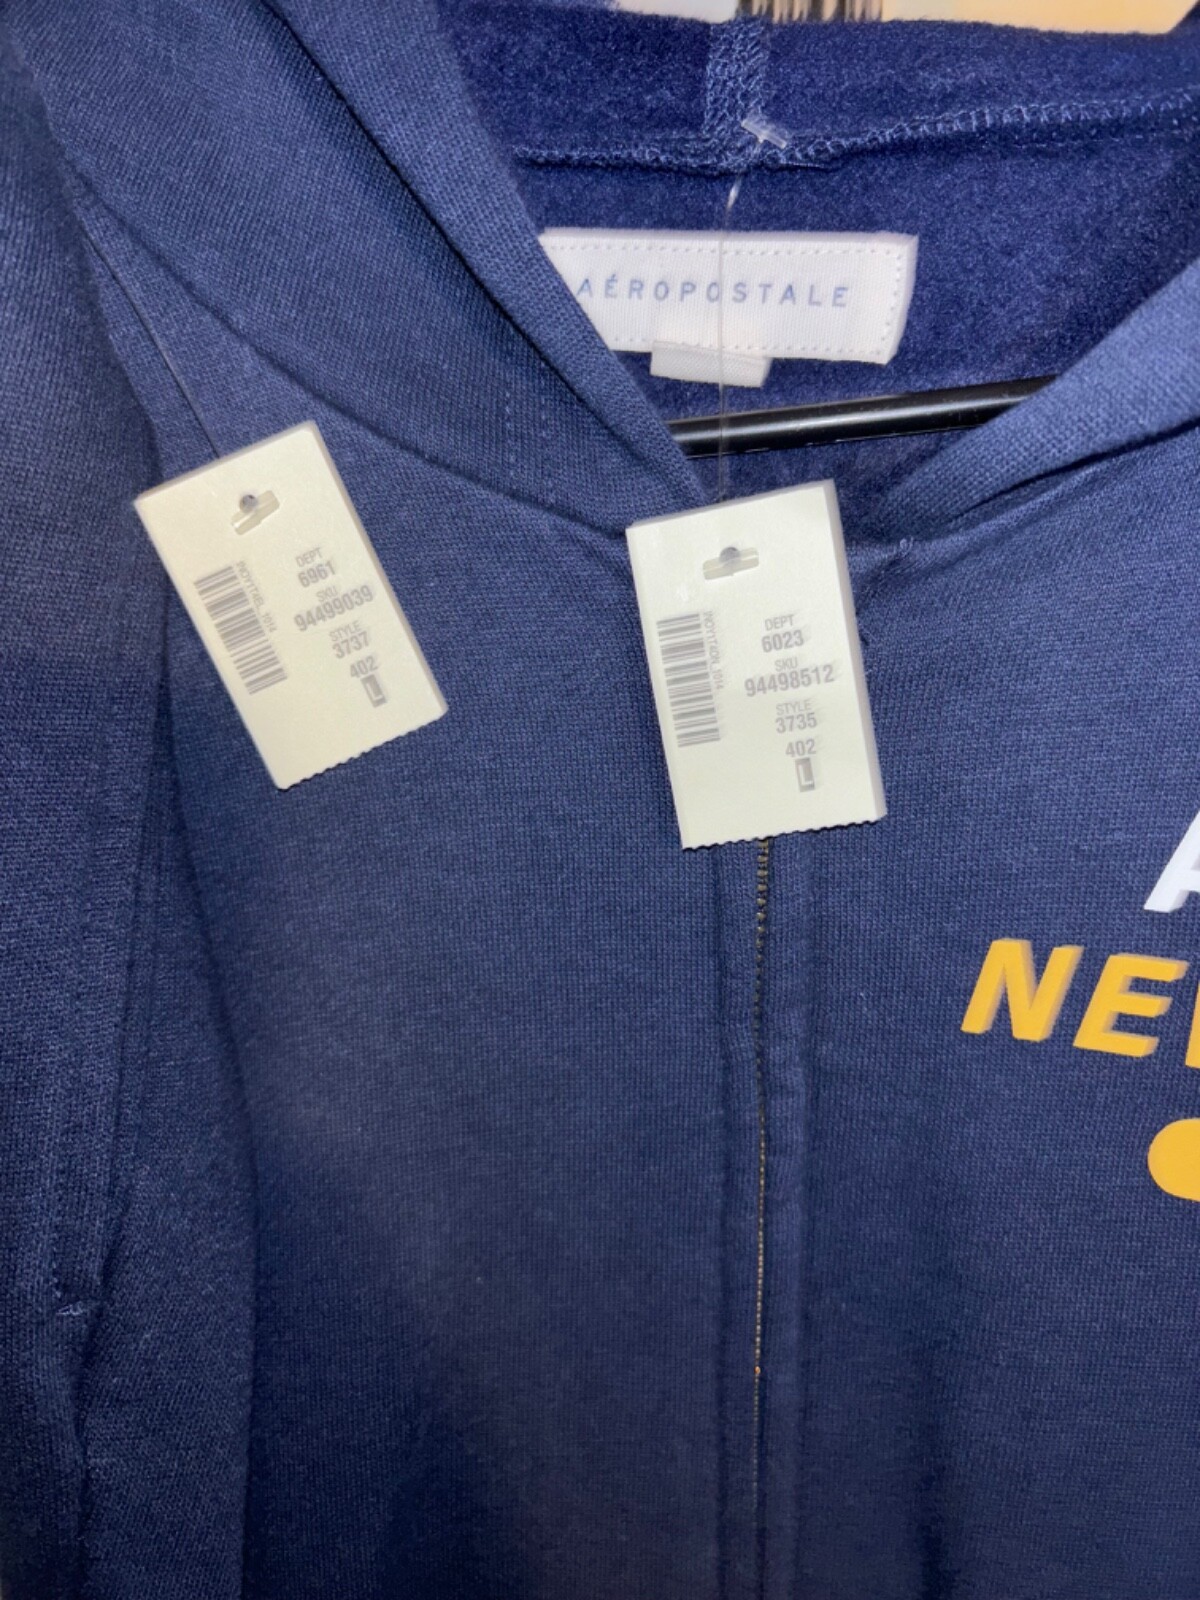 AÉROPOSTALE
DEPT
6961
SKU
94499039
STYLE
3737
402
L
DEPT
6023
SKU
94498512
STYLE
3735
402
L
A
NE